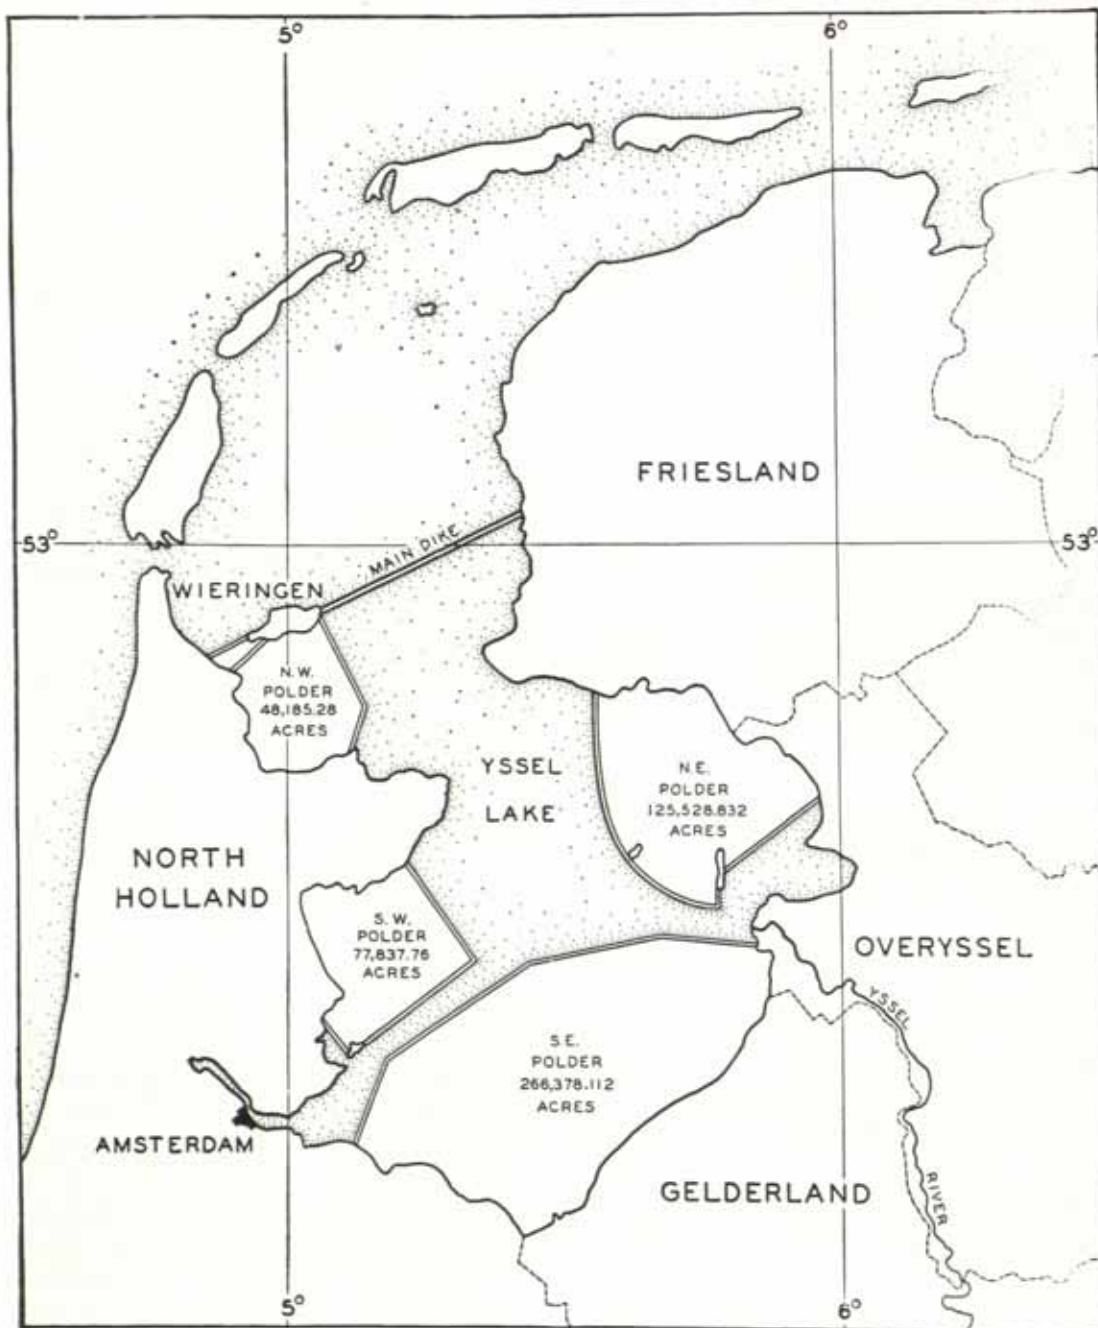 5°
6°
FRIESLAND
53°
53°
MAIN DIKE
WIERINGEN
N.W.
POLDER
48,185.28
ACRES
YSSEL
LAKE
N.E.
POLDER
125,528.832
ACRES
NORTH
HOLLAND
S.W.
POLDER
77,837.76
ACRES
OVERYSSEL
YSSEL
RIVER
S.E.
POLDER
266,378.112
ACRES
AMSTERDAM
GELDERLAND
5°
6°